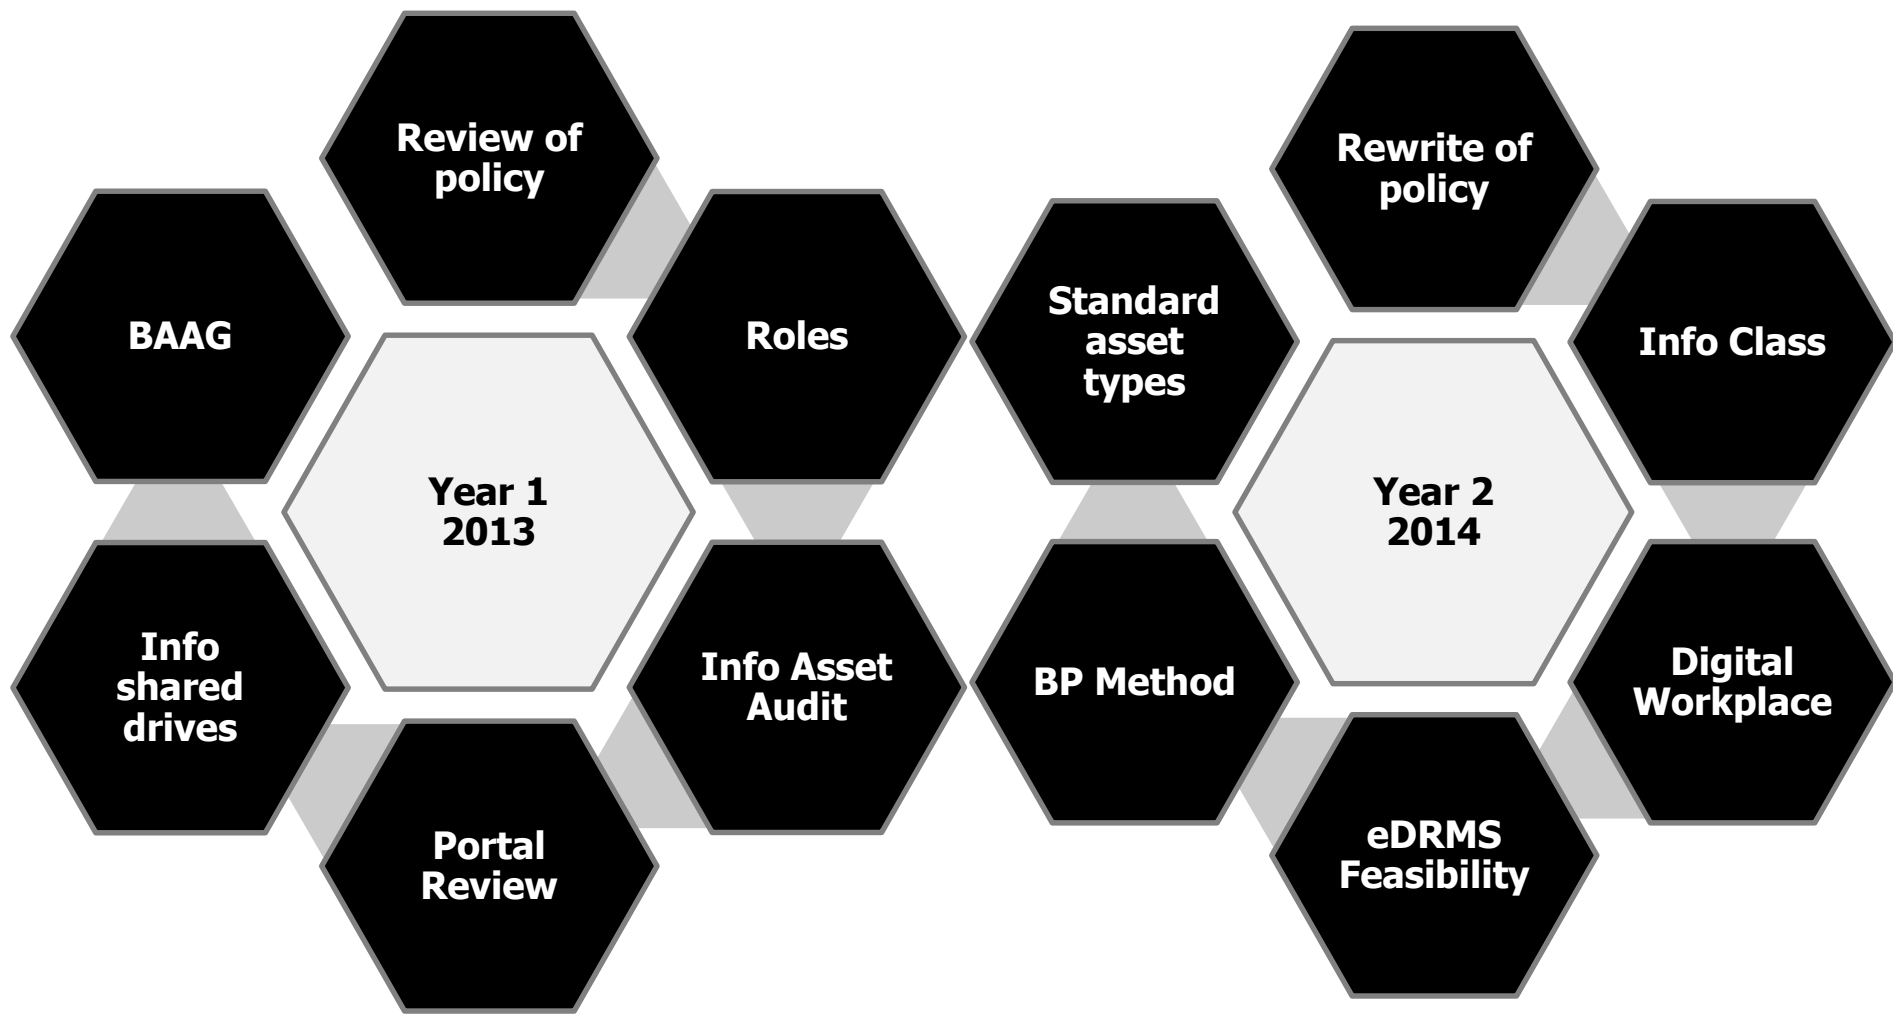 Review of
policy
BAAG
Roles
Year 1
2013
Info
shared
drives
Info Asset
Audit
Portal
Review
Rewrite of
policy
Standard
asset
types
Info Class
Year 2
2014
BP Method
Digital
Workplace
eDRMS
Feasibility